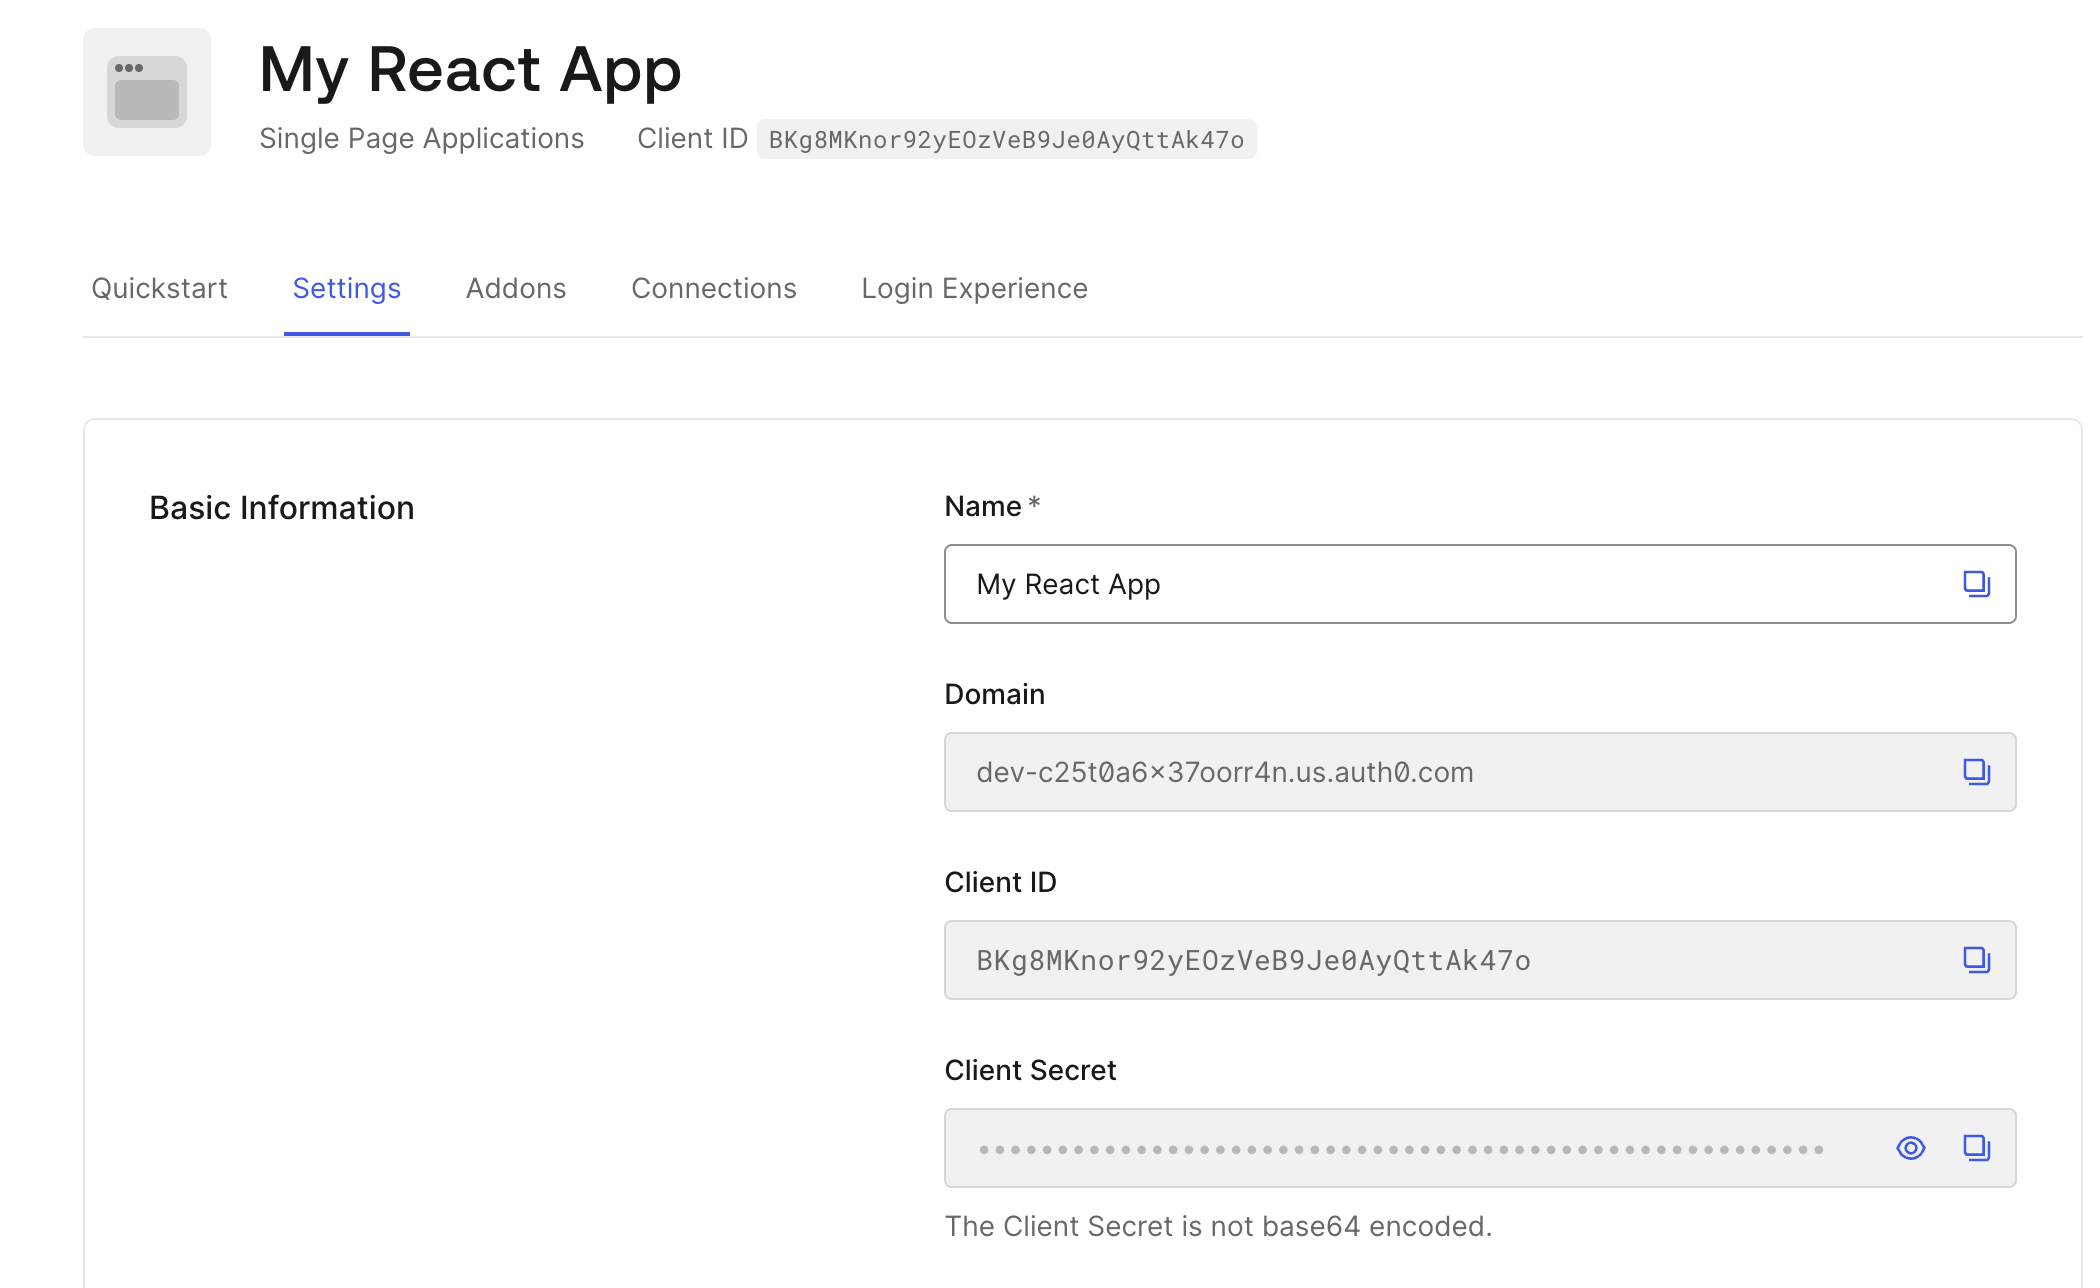 My React App
Single Page Applications Client ID BKg8MKnor92yEOzVeB9Je0AyQttAk47o
Quickstart Settings Addons Connections Login Experience
Basic Information
Name *
My React App
Domain
dev-c25t0a6x37oorr4n.us.auth0.com
Client ID
BKg8MKnor92yEOzVeB9Je0AyQttAk47o
Client Secret
The Client Secret is not base64 encoded.